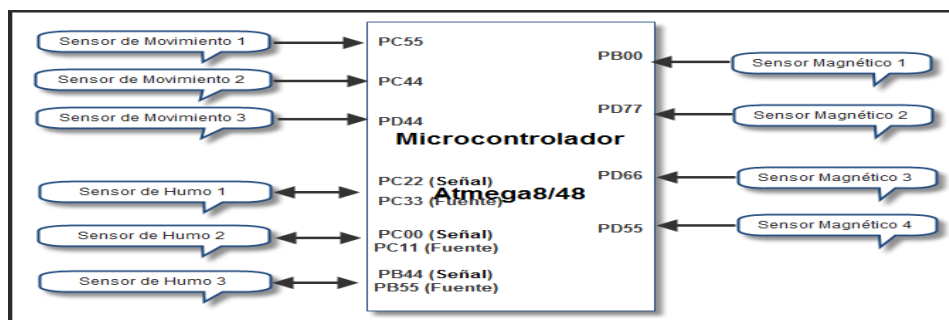 Sensor de Movimiento 1
PC55
Sensor de Movimiento 2
PC44
Sensor de Movimiento 3
PD44
Sensor de Humo 1
PC22 (Señal)
PC33 (Fuente)
Sensor de Humo 2
PC00 (Señal)
PC11 (Fuente)
Sensor de Humo 3
PB44 (Señal)
PB55 (Fuente)
Microcontrolador
Atmega8/48
PB00
Sensor Magnético 1
PD77
Sensor Magnético 2
PD66
Sensor Magnético 3
PD55
Sensor Magnético 4